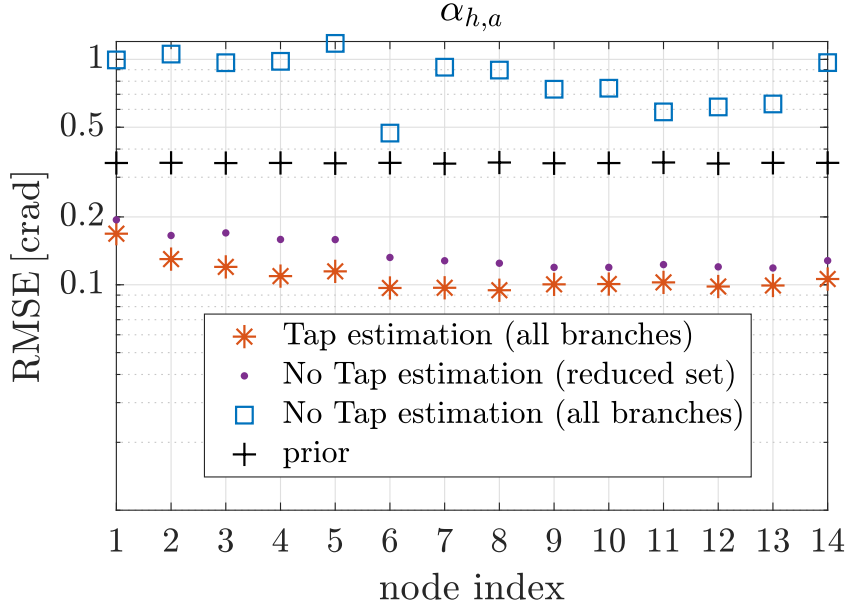 α_{h,a}
1
0.5
0.2
0.1
RMSE [crad]
Tap estimation (all branches)
No Tap estimation (reduced set)
No Tap estimation (all branches)
prior
1 2 3 4 5 6 7 8 9 10 11 12 13 14
node index